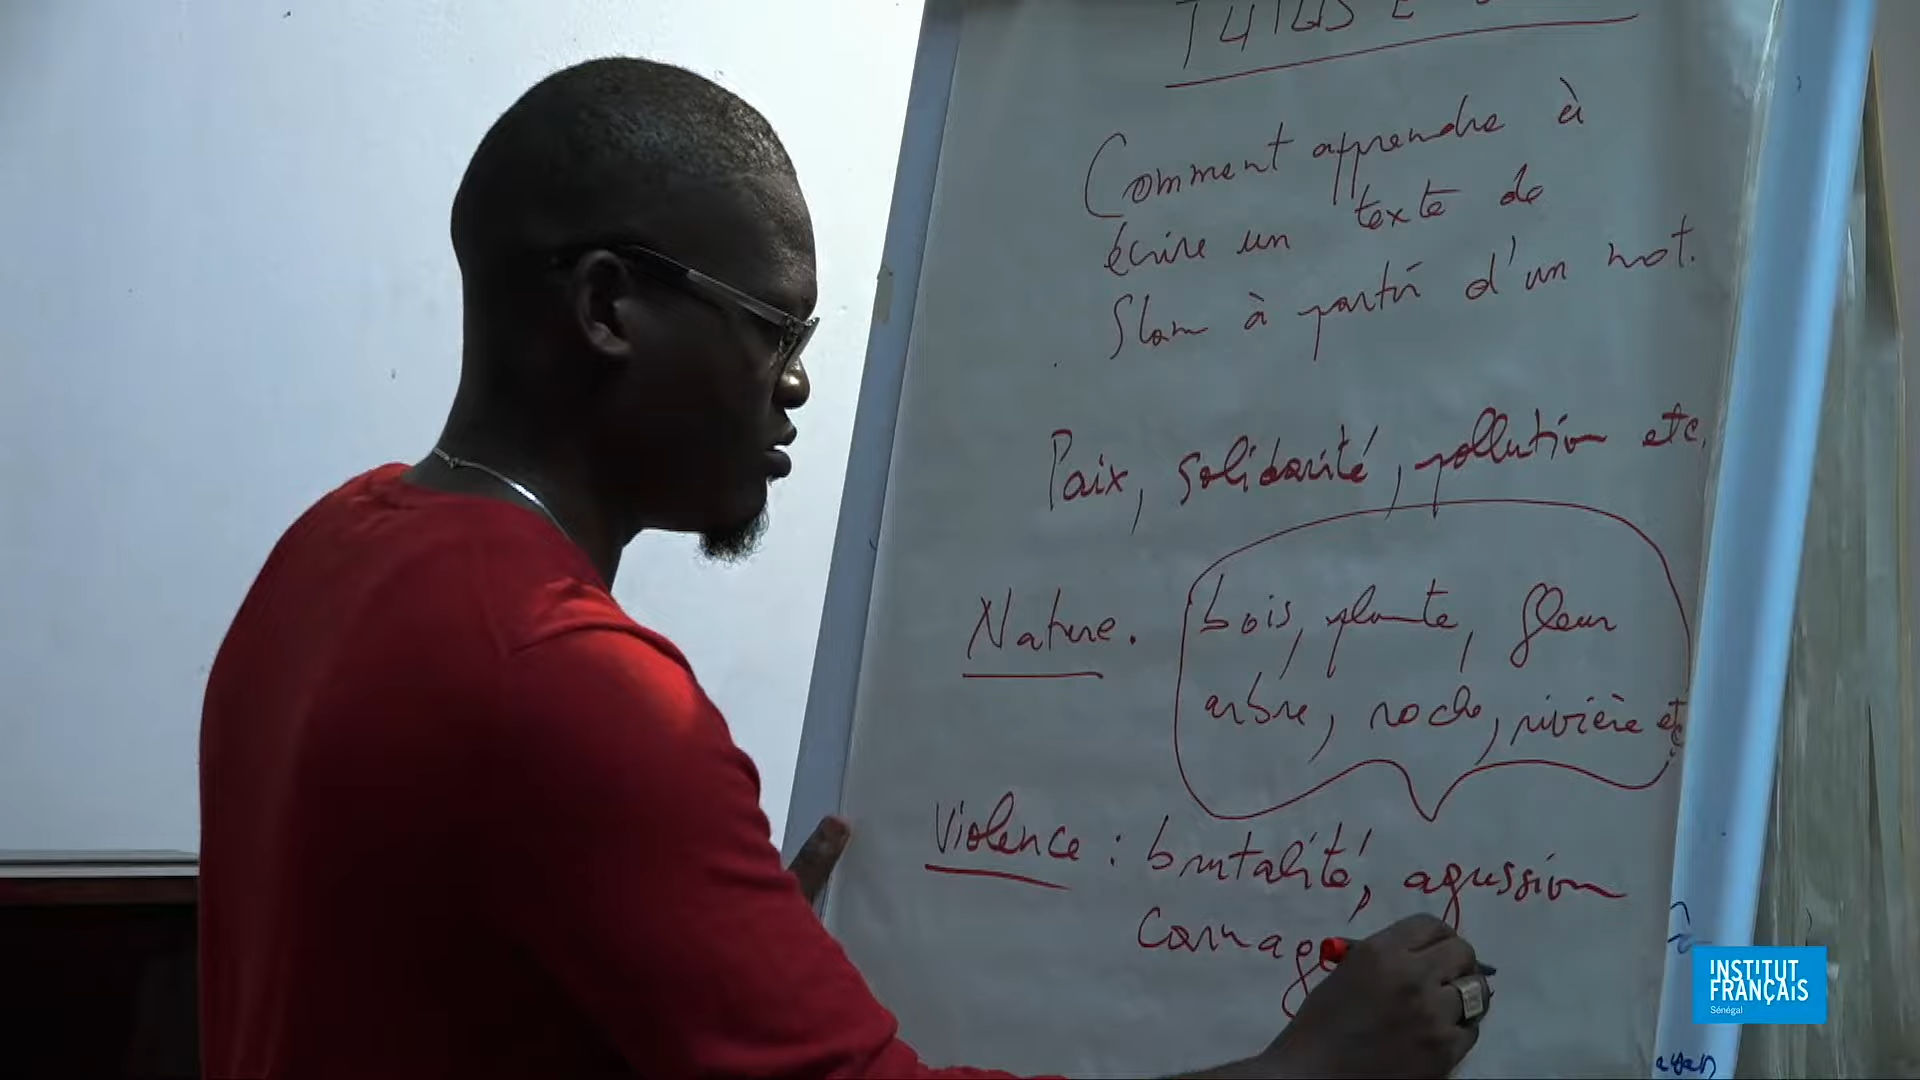 Comment apprendre à
écrire un texte de
Slam à partir d'un mot.
Paix, solidarité, pollution etc.
Nature. bois, plante, fleur
arbre, roche, rivière etc.
Violence : brutalité, agression
Carnage
INSTITUT
FRANÇAIS
Sénégal